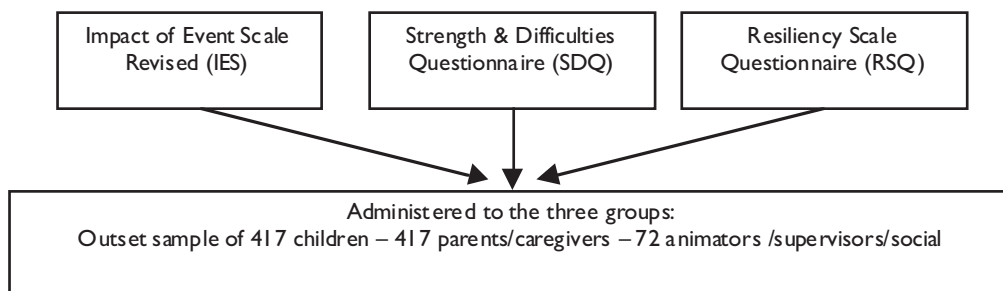 Impact of Event Scale
Revised (IES)
Strength & Difficulties
Questionnaire (SDQ)
Resiliency Scale
Questionnaire (RSQ)
Administered to the three groups:
Outset sample of 417 children – 417 parents/caregivers – 72 animators /supervisors/social